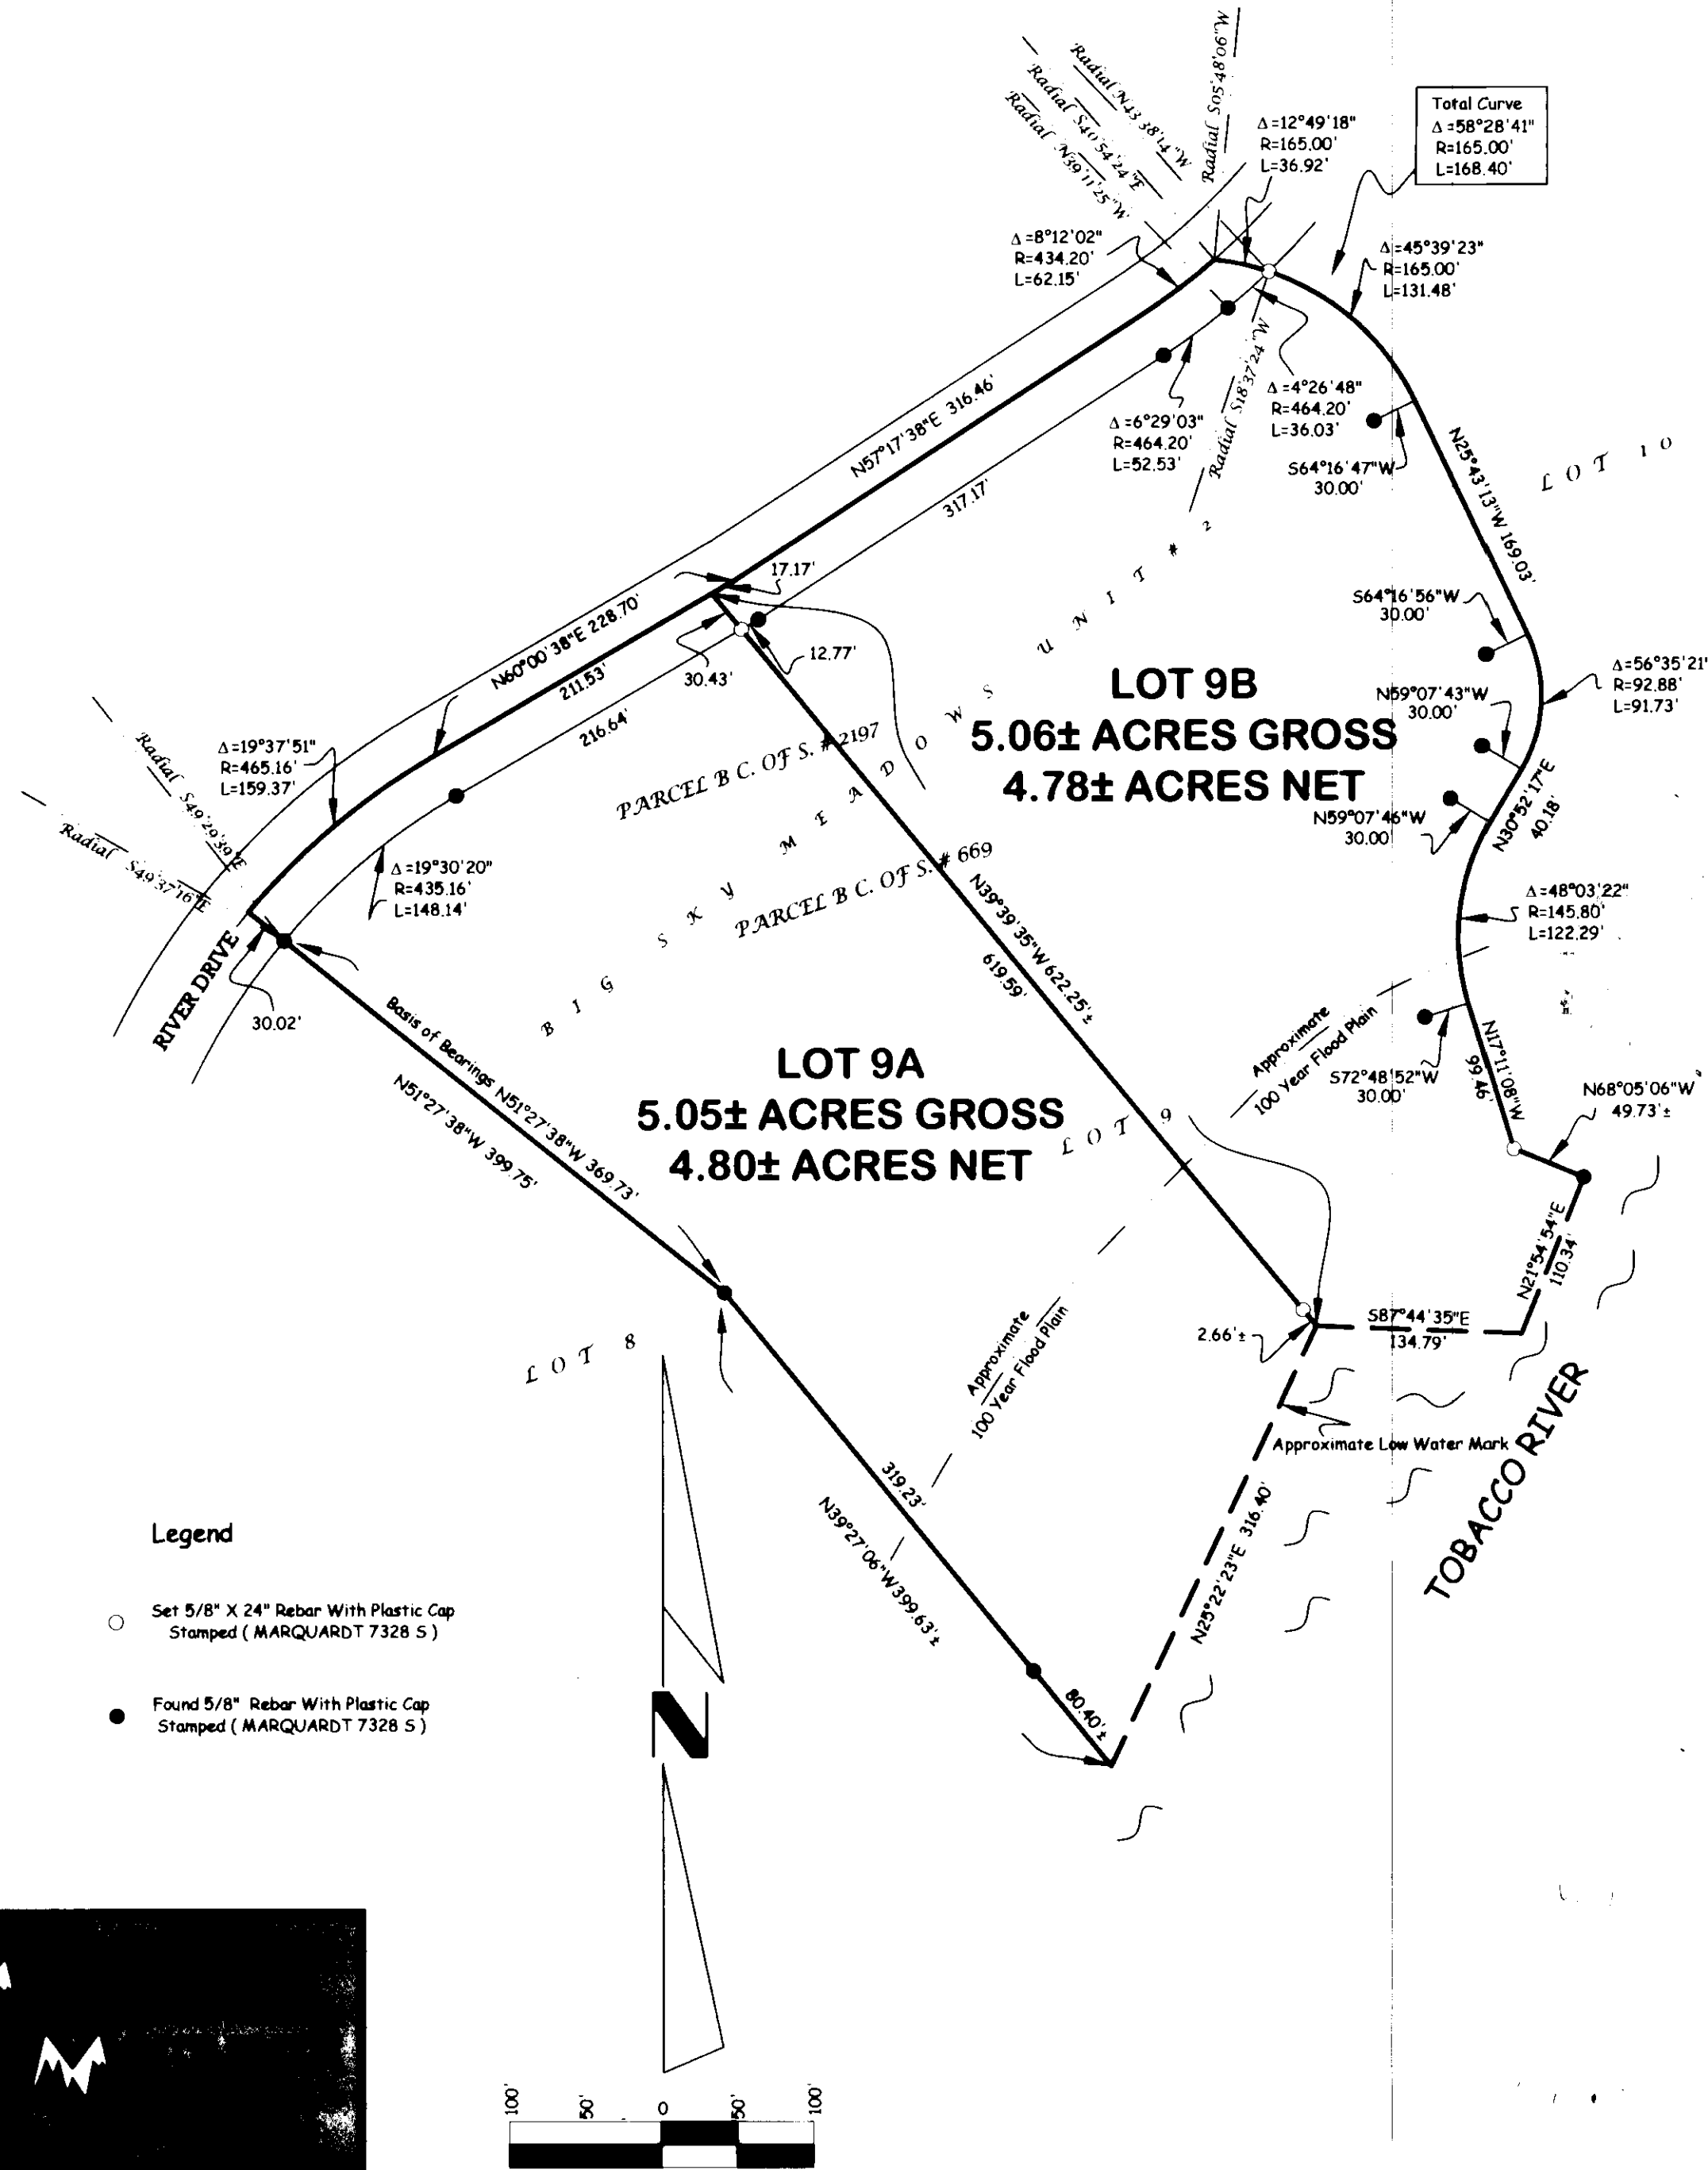 Radial S05°48'06"W
Radial N43°38'14"W
Radial S40°54'24"E
Radial N39°11'25"W
Total Curve
Δ=58°28'41"
R=165.00'
L=168.40'
Δ=12°49'18"
R=165.00'
L=36.92'
Δ=8°12'02"
R=434.20'
L=62.15'
Δ=45°39'23"
R=165.00'
L=131.48'
N57°17'38"E 316.46'
317.17'
Δ=6°29'03"
R=464.20'
L=52.53'
Radial S18°37'24"W
Δ=4°26'48"
R=464.20'
L=36.03'
S64°16'47"W
30.00'
N25°43'13"W 169.03'
LOT 10
17.17'
12.77'
30.43'
N60°00'38"E 228.70'
211.53'
216.64'
S64°16'56"W
30.00'
Δ=56°35'21"
R=92.88'
L=91.73'
N59°07'43"W
30.00'
LOT 9B
5.06± ACRES GROSS
4.78± ACRES NET
N59°07'46"W
30.00'
N30°52'17"E
40.18'
Δ=19°37'51"
R=465.16'
L=159.37'
Radial S49°29'39"E
Radial S49°37'16"E
PARCEL B C. OF S. # 2197
PARCEL B C. OF S. # 669
BIG SKY MEADOWS UNIT # 2
Δ=19°30'20"
R=435.16'
L=148.14'
Δ=48°03'22"
R=145.80'
L=122.29'
RIVER DRIVE
30.02'
Basis of Bearings N51°27'38"W 369.73'
N51°27'38"W 399.75'
N39°39'35"W 622.25'±
619.59'
LOT 9A
5.05± ACRES GROSS
4.80± ACRES NET
LOT 9
Approximate
100 Year Flood Plain
S72°48'52"W
30.00'
N17°11'08"W
99.46'
N68°05'06"W
49.73'±
N21°54'54"E
110.34'
S87°44'35"E
134.79'
2.66'±
LOT 8
Approximate
100 Year Flood Plain
Approximate Low Water Mark
TOBACCO RIVER
N25°22'23"E 316.40'
319.23'
N39°27'06"W 399.63'±
80.40'±
Legend
Set 5/8" X 24" Rebar With Plastic Cap
Stamped ( MARQUARDT 7328 S )
Found 5/8" Rebar With Plastic Cap
Stamped ( MARQUARDT 7328 S )
N
100' 50' 0 50' 100'